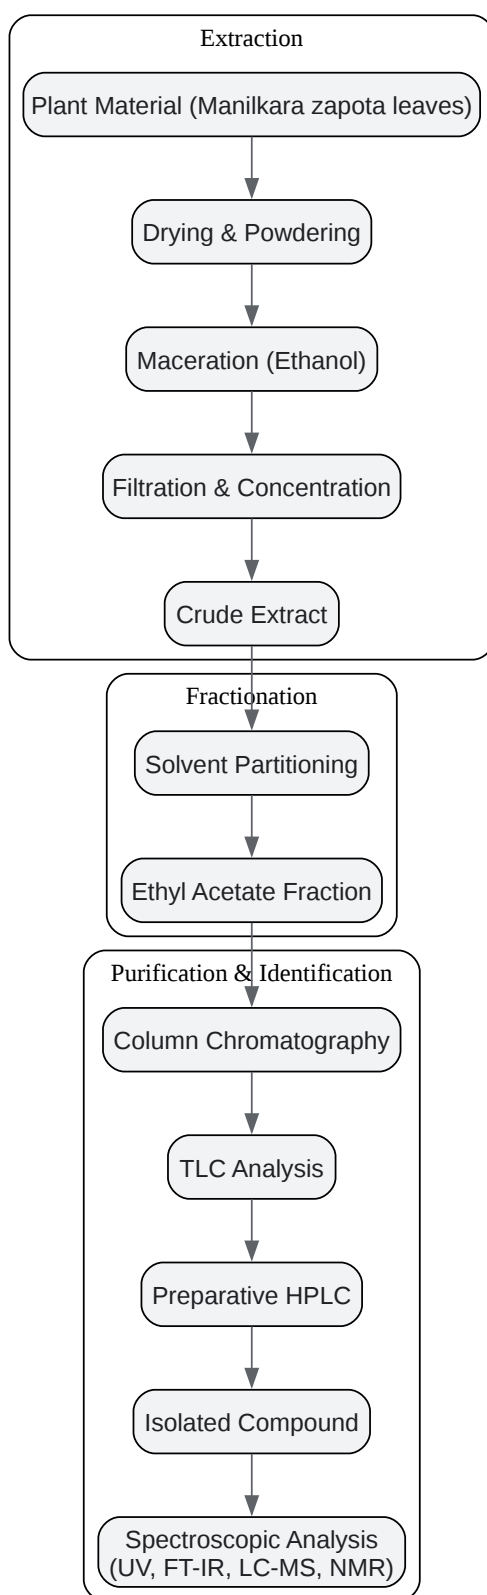 Extraction
Plant Material (Manilkara zapota leaves)
Drying & Powdering
Maceration (Ethanol)
Filtration & Concentration
Crude Extract
Fractionation
Solvent Partitioning
Ethyl Acetate Fraction
Purification & Identification
Column Chromatography
TLC Analysis
Preparative HPLC
Isolated Compound
Spectroscopic Analysis
(UV, FT-IR, LC-MS, NMR)